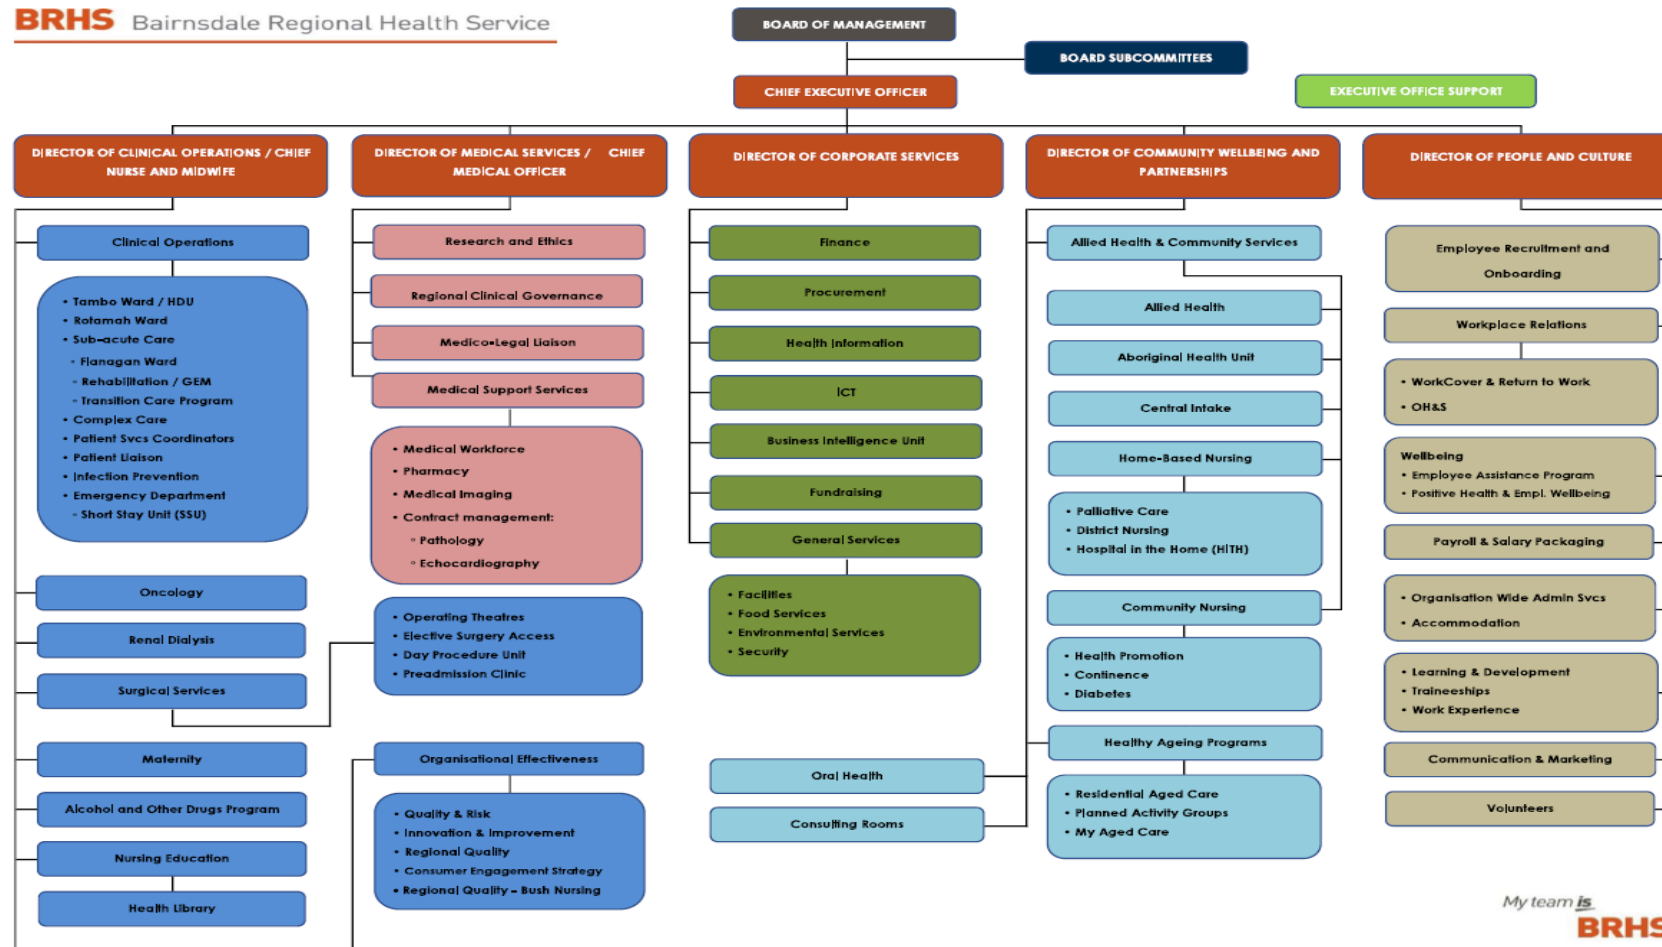 BRHS Bairnsdale Regional Health Service
BOARD OF MANAGEMENT
BOARD SUBCOMMITTEES
CHIEF EXECUTIVE OFFICER
EXECUTIVE OFFICE SUPPORT
DIRECTOR OF CLINICAL OPERATIONS / CHIEF
NURSE AND MIDWIFE
Clinical Operations
• Tambo Ward / HDU
• Rotamah Ward
• Sub-acute Care
- Flanagan Ward
- Rehabilitation / GEM
- Transition Care Program
• Complex Care
• Patient Svcs Coordinators
• Patient Liaison
• Infection Prevention
• Emergency Department
- Short Stay Unit (SSU)
Oncology
Renal Dialysis
Surgical Services
Maternity
Alcohol and Other Drugs Program
Nursing Education
Health Library
DIRECTOR OF MEDICAL SERVICES / CHIEF
MEDICAL OFFICER
Research and Ethics
Regional Clinical Governance
Medico-Legal Liaison
Medical Support Services
• Medical Workforce
• Pharmacy
• Medical Imaging
• Contract management:
◦ Pathology
◦ Echocardiography
• Operating Theatres
• Elective Surgery Access
• Day Procedure Unit
• Preadmission Clinic
Organisational Effectiveness
• Quality & Risk
• Innovation & Improvement
• Regional Quality
• Consumer Engagement Strategy
• Regional Quality – Bush Nursing
DIRECTOR OF CORPORATE SERVICES
Finance
Procurement
Health Information
ICT
Business Intelligence Unit
Fundraising
General Services
• Facilities
• Food Services
• Environmental Services
• Security
Oral Health
Consulting Rooms
DIRECTOR OF COMMUNITY WELLBEING AND
PARTNERSHIPS
Allied Health & Community Services
Allied Health
Aboriginal Health Unit
Central Intake
Home-Based Nursing
• Palliative Care
• District Nursing
• Hospital in the Home (HITH)
Community Nursing
• Health Promotion
• Continence
• Diabetes
Healthy Ageing Programs
• Residential Aged Care
• Planned Activity Groups
• My Aged Care
DIRECTOR OF PEOPLE AND CULTURE
Employee Recruitment and
Onboarding
Workplace Relations
• WorkCover & Return to Work
• OH&S
Wellbeing
• Employee Assistance Program
• Positive Health & Empl. Wellbeing
Payroll & Salary Packaging
• Organisation Wide Admin Svcs
• Accommodation
• Learning & Development
• Traineeships
• Work Experience
Communication & Marketing
Volunteers
My team is
BRHS